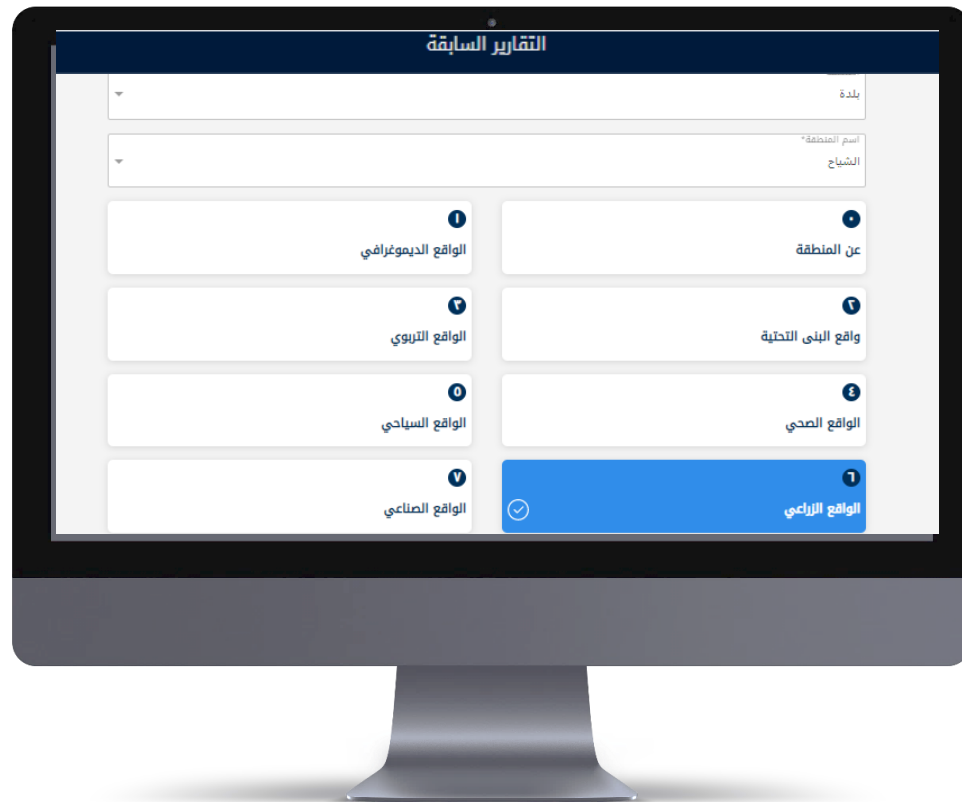 التقارير السابقة
بلدة
اسم المنطقة*
الشياح
٠
عن المنطقة
١
الواقع الديموغرافي
٢
واقع البنى التحتية
٣
الواقع التربوي
٤
الواقع الصحي
٥
الواقع السياحي
٦
الواقع الزراعي
٧
الواقع الصناعي